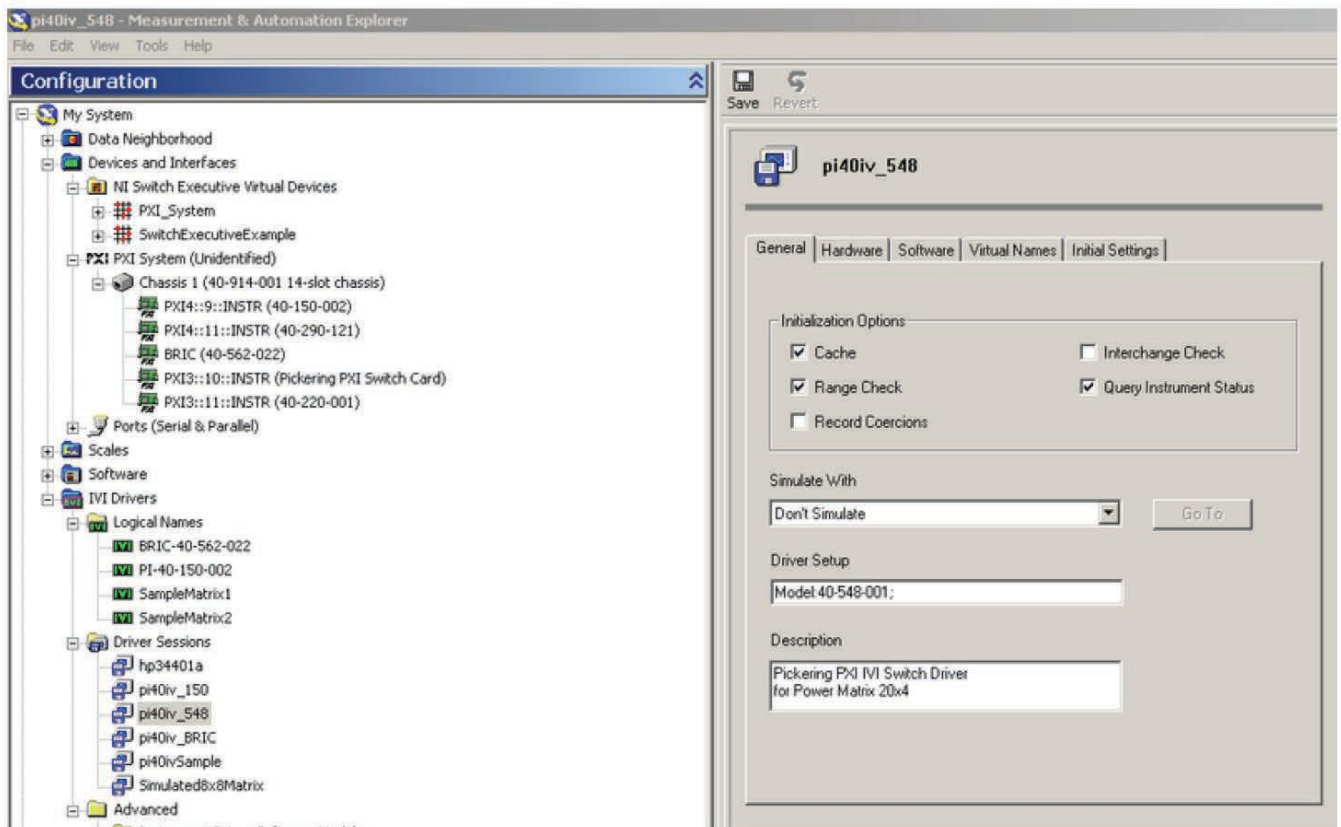 pi40iv_548 - Measurement & Automation Explorer
File Edit View Tools Help
Configuration
My System
Data Neighborhood
Devices and Interfaces
NI Switch Executive Virtual Devices
PXI_System
SwitchExecutiveExample
PXI PXI System (Unidentified)
Chassis 1 (40-914-001 14-slot chassis)
PXI4::9::INSTR (40-150-002)
PXI4::11::INSTR (40-290-121)
BRIC (40-562-022)
PXI3::10::INSTR (Pickering PXI Switch Card)
PXI3::11::INSTR (40-220-001)
Ports (Serial & Parallel)
Scales
Software
IVI Drivers
Logical Names
IVI BRIC-40-562-022
IVI PI-40-150-002
IVI SampleMatrix1
IVI SampleMatrix2
Driver Sessions
hp34401a
pi40iv_150
pi40iv_548
pi40iv_BRIC
pi40ivSample
Simulated8x8Matrix
Advanced
Save Revert
pi40iv_548
General Hardware Software Virtual Names Initial Settings
Initialization Options
Cache Interchange Check
Range Check Query Instrument Status
Record Coercions
Simulate With
Don't Simulate Go To
Driver Setup
Model:40-548-001;
Description
Pickering PXI IVI Switch Driver
for Power Matrix 20x4